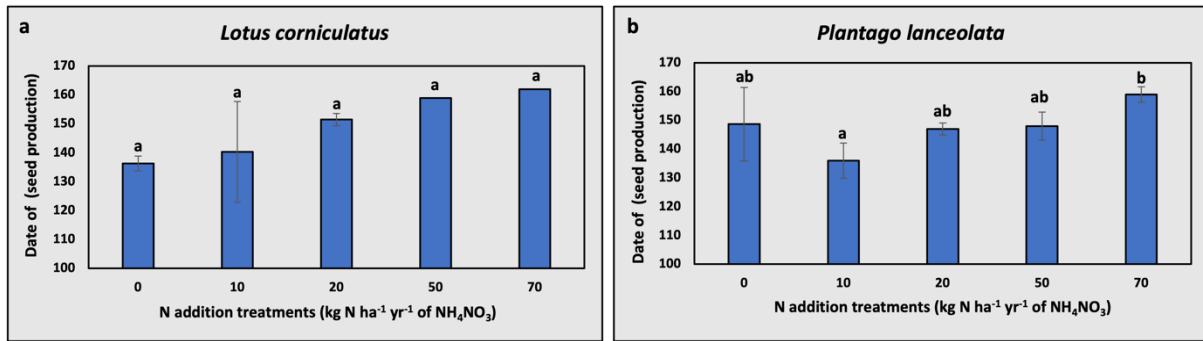 a
Lotus corniculatus
Date of (seed production)
170
160
150
140
130
120
110
100
a
a
a
a
a
0 10 20 50 70
N addition treatments (kg N ha⁻¹ yr⁻¹ of NH₄NO₃)
b
Plantago lanceolata
Date of (seed production
170
160
150
140
130
120
110
100
ab
a
ab
ab
b
0 10 20 50 70
N addition treatments (kg N ha⁻¹ yr⁻¹ of NH₄NO₃)